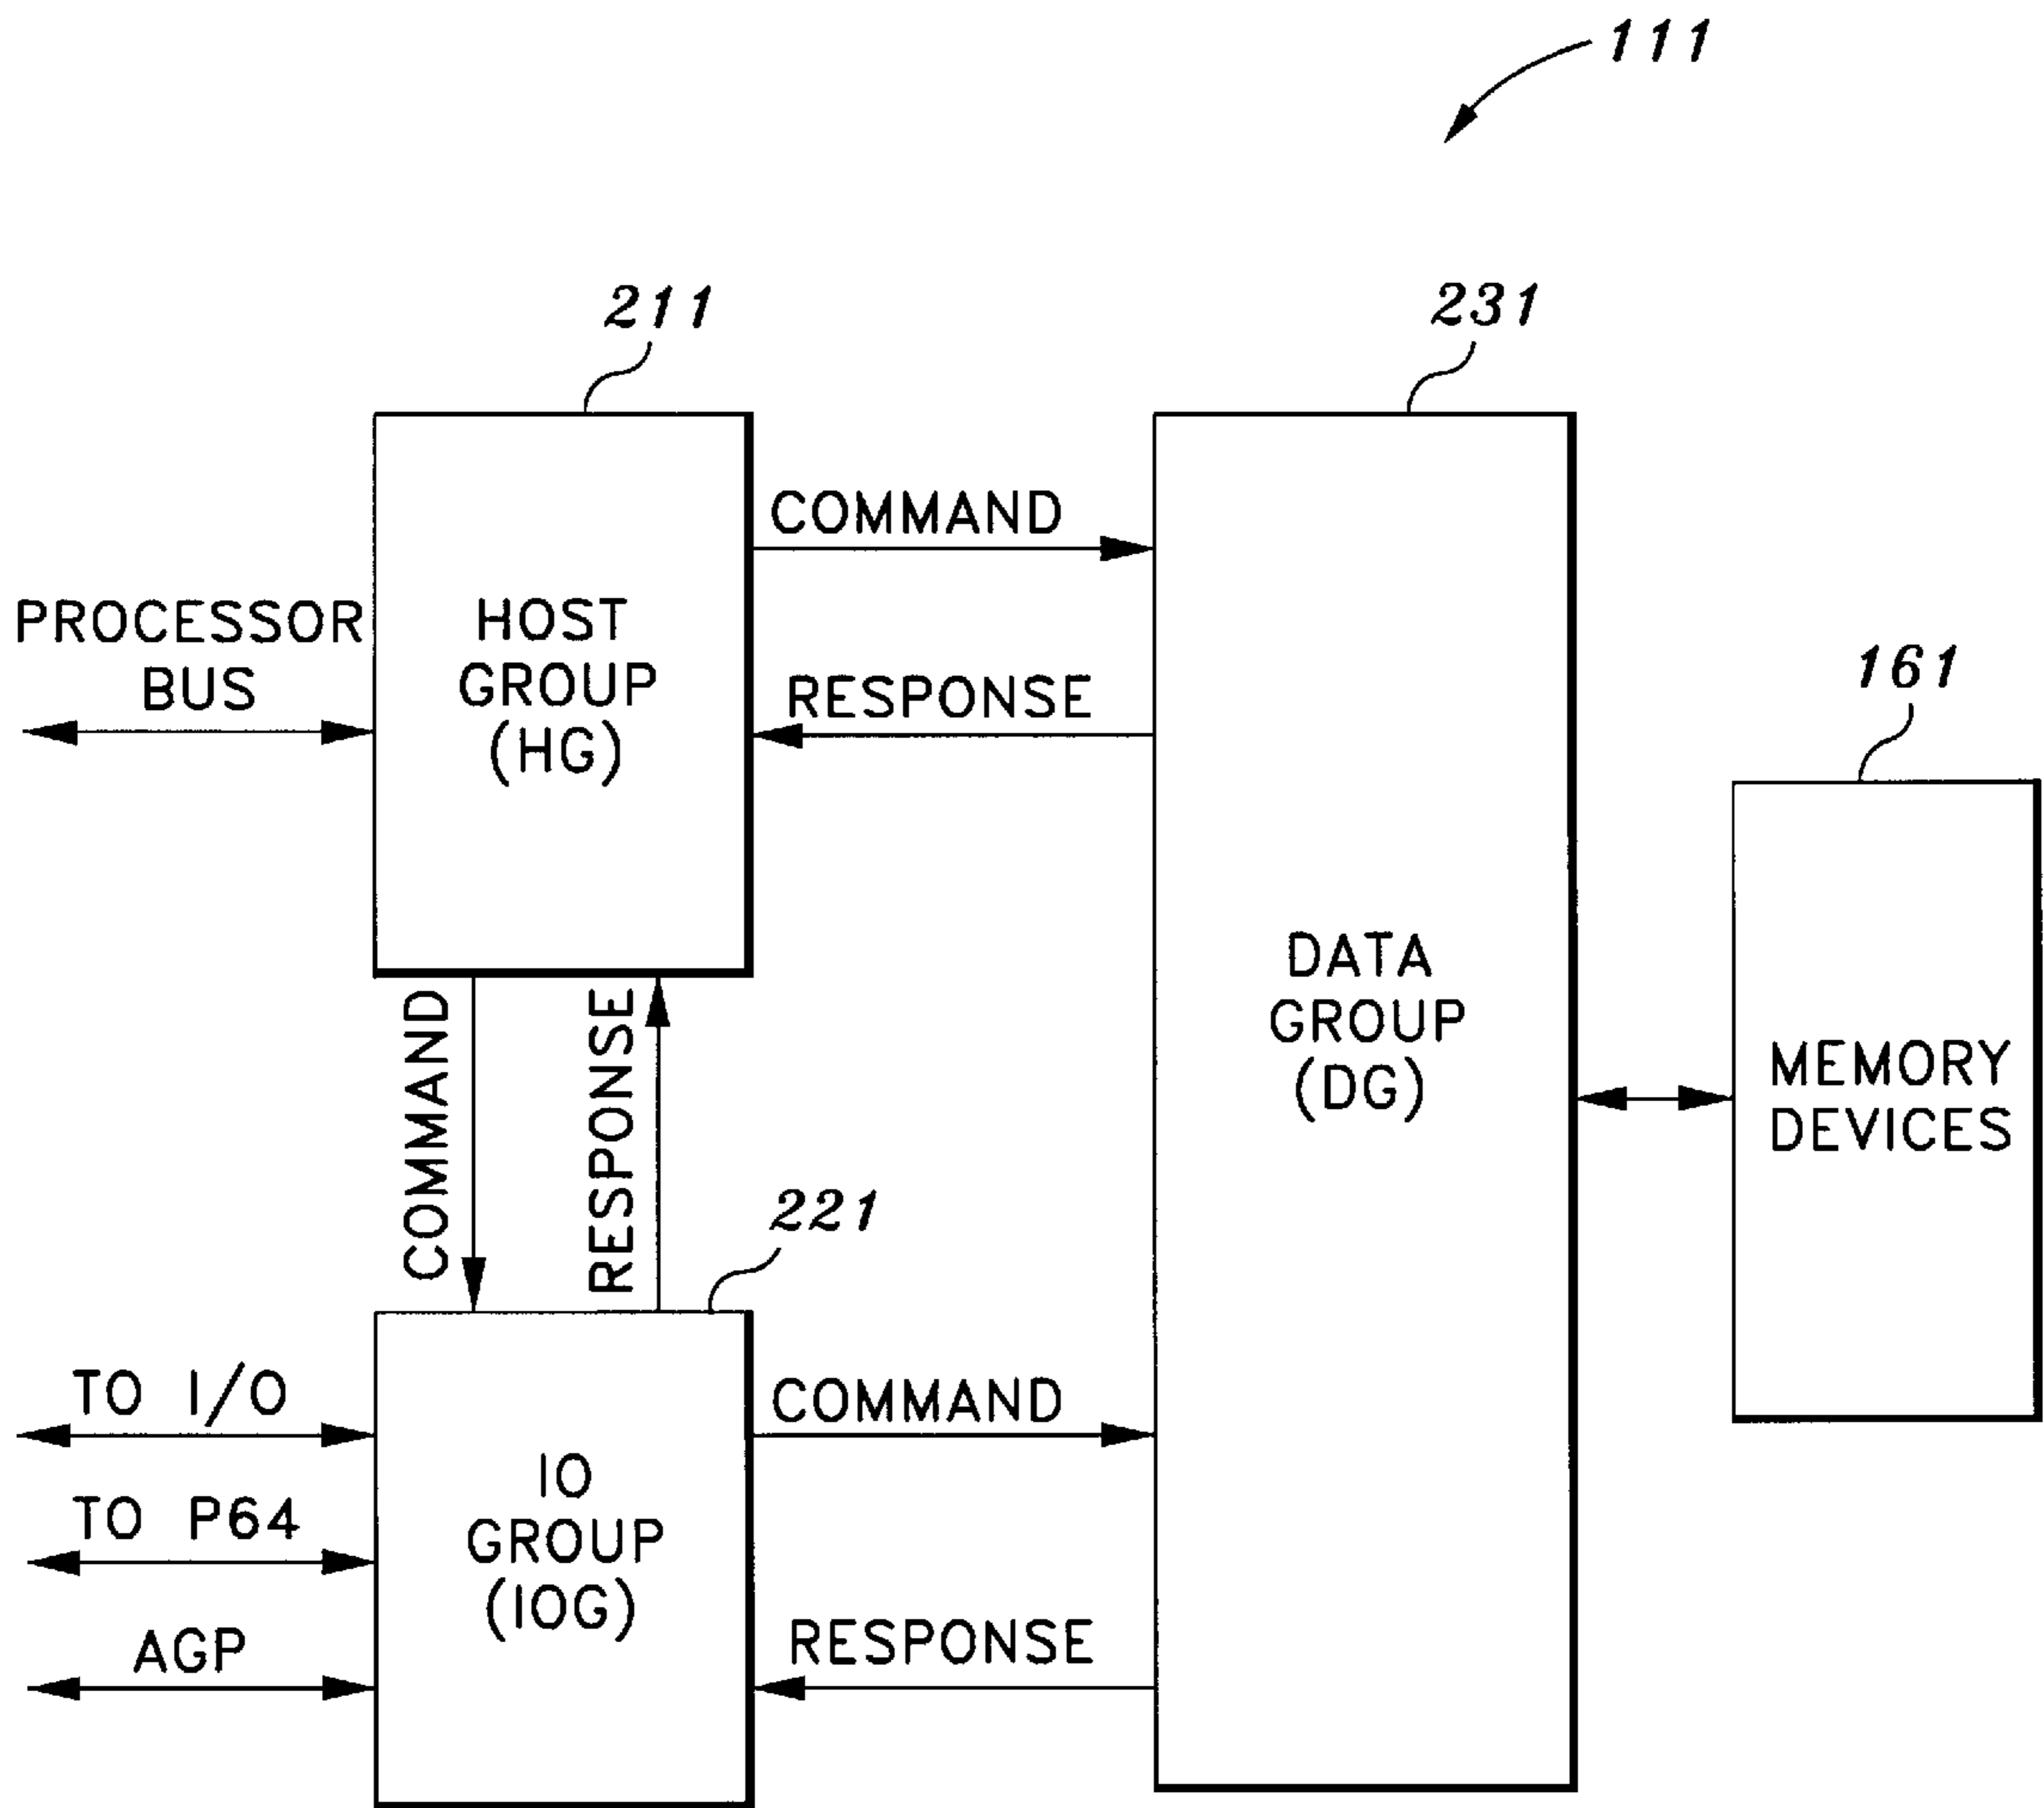 111
211
231
COMMAND
PROCESSOR
BUS
HOST
GROUP
(HG)
RESPONSE
161
DATA
GROUP
(DG)
MEMORY
DEVICES
COMMAND
RESPONSE
221
TO I/O
TO P64
AGP
IO
GROUP
(IOG)
COMMAND
RESPONSE